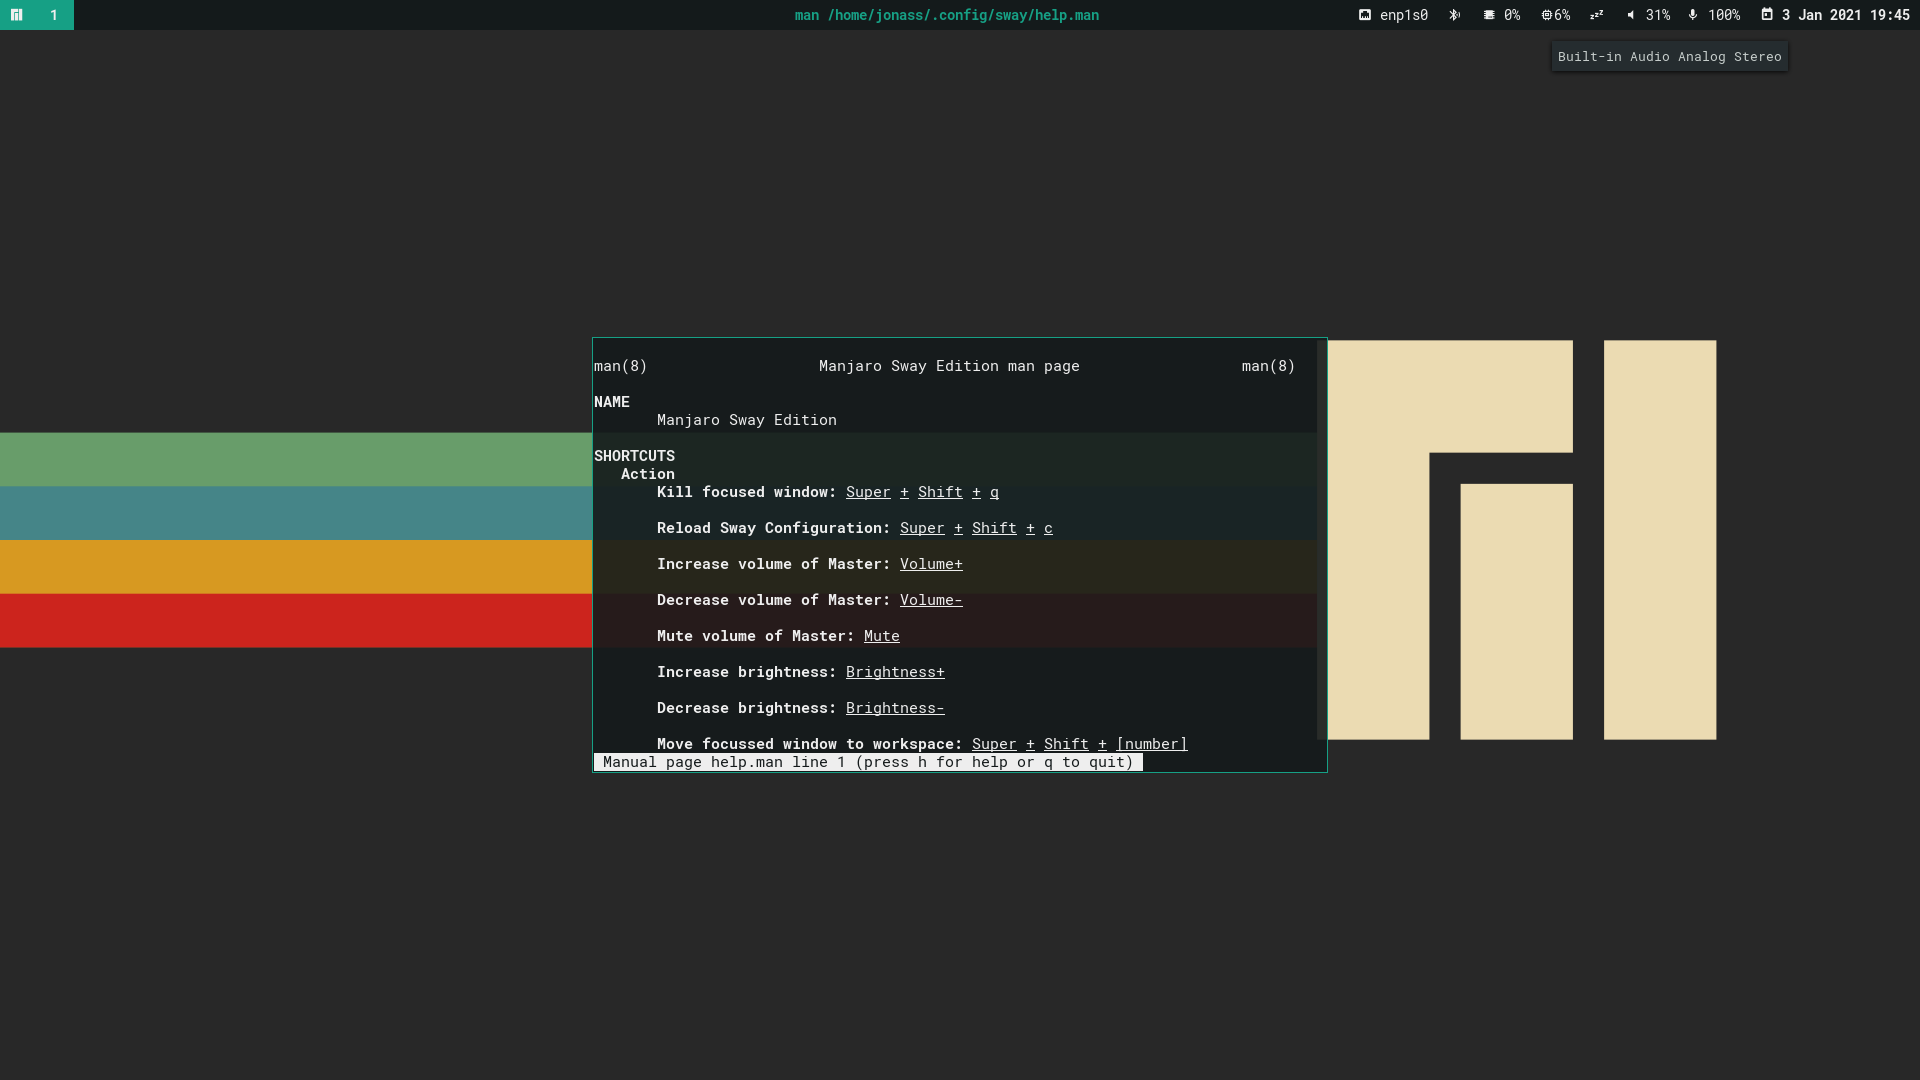 1 man /home/jonass/.config/sway/help.man enp1s0 0% 6% zzZ 31% 100% 3 Jan 2021 19:45
Built-in Audio Analog Stereo
man(8) Manjaro Sway Edition man page man(8)
NAME
Manjaro Sway Edition
SHORTCUTS
Action
Kill focused window: Super + Shift + q
Reload Sway Configuration: Super + Shift + c
Increase volume of Master: Volume+
Decrease volume of Master: Volume-
Mute volume of Master: Mute
Increase brightness: Brightness+
Decrease brightness: Brightness-
Move focussed window to workspace: Super + Shift + [number]
Manual page help.man line 1 (press h for help or q to quit)